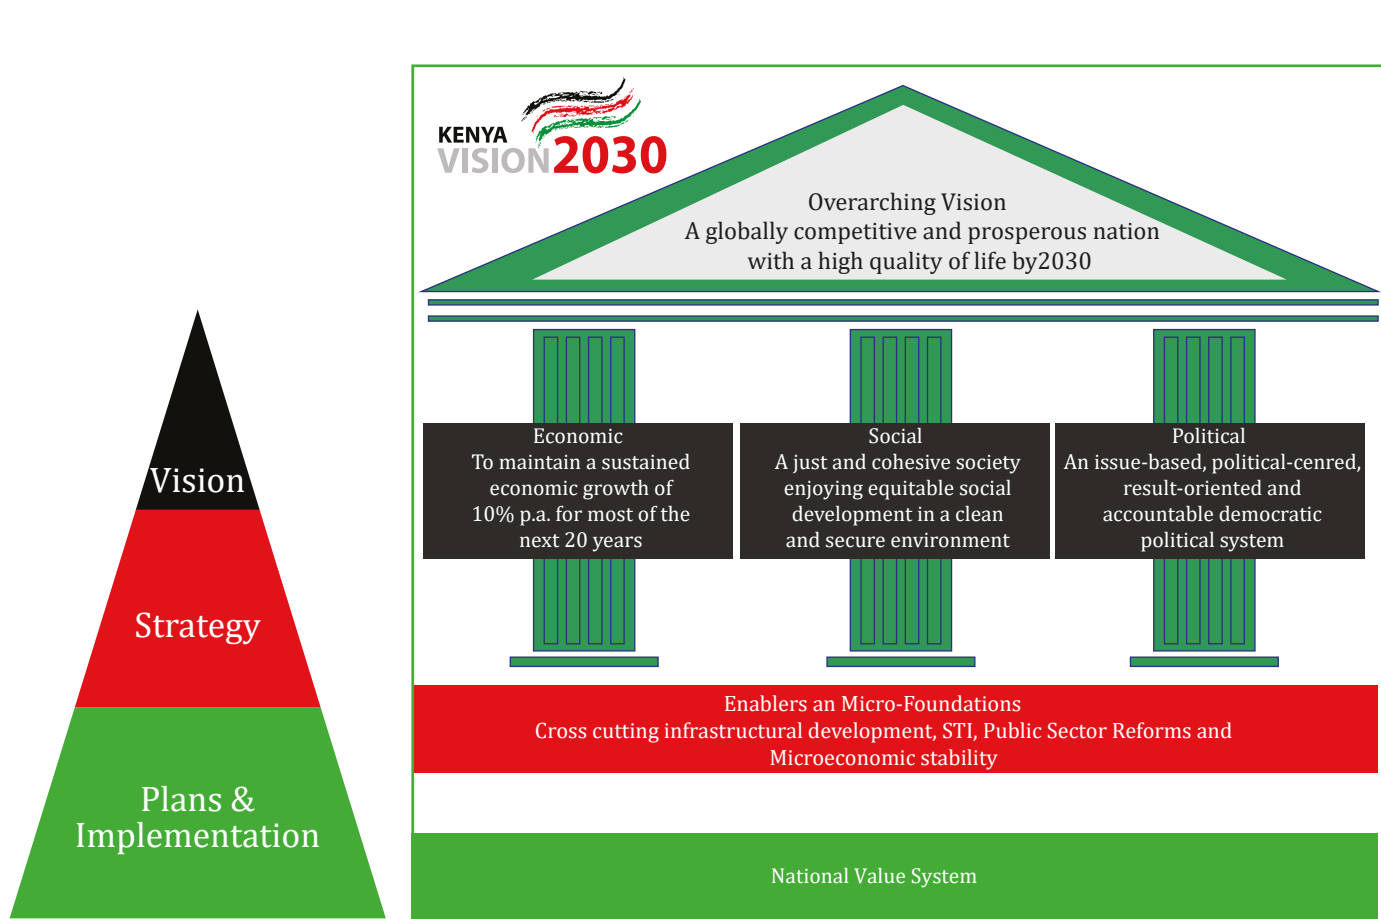 KENYA
VISION2030
Overarching Vision
A globally competitive and prosperous nation
with a high quality of life by2030
Vision
Strategy
Plans &
Implementation
Economic
To maintain a sustained
economic growth of
10% p.a. for most of the
next 20 years
Social
A just and cohesive society
enjoying equitable social
development in a clean
and secure environment
Political
An issue-based, political-cenred,
result-oriented and
accountable democratic
political system
Enablers an Micro-Foundations
Cross cutting infrastructural development, STI, Public Sector Reforms and
Microeconomic stability
National Value System